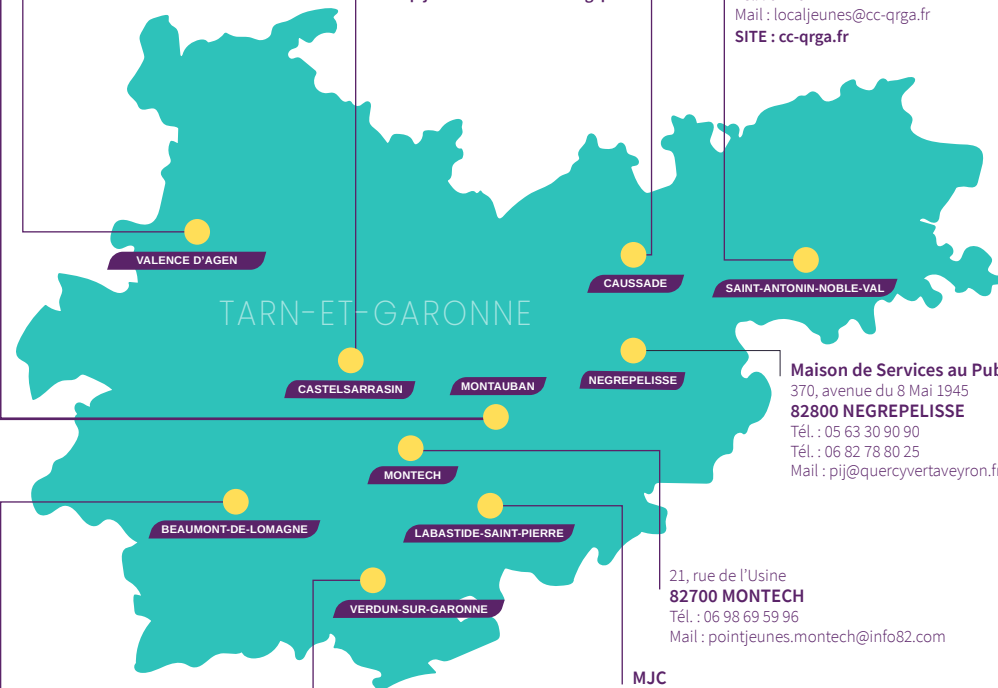 Mail : localjeunes@cc-qrga.fr
SITE : cc-qrga.fr
VALENCE D'AGEN
CAUSSADE
SAINT-ANTONIN-NOBLE-VAL
TARN-ET-GARONNE
CASTELSARRASIN
MONTAUBAN
NEGREPELISSE
Maison de Services au Pub
370, avenue du 8 Mai 1945
82800 NEGREPELISSE
Tél. : 05 63 30 90 90
Tél. : 06 82 78 80 25
Mail : pij@quercyvertaveyron.fr
MONTECH
BEAUMONT-DE-LOMAGNE
LABASTIDE-SAINT-PIERRE
VERDUN-SUR-GARONNE
21, rue de l'Usine
82700 MONTECH
Tél. : 06 98 69 59 96
Mail : pointjeunes.montech@info82.com
MJC